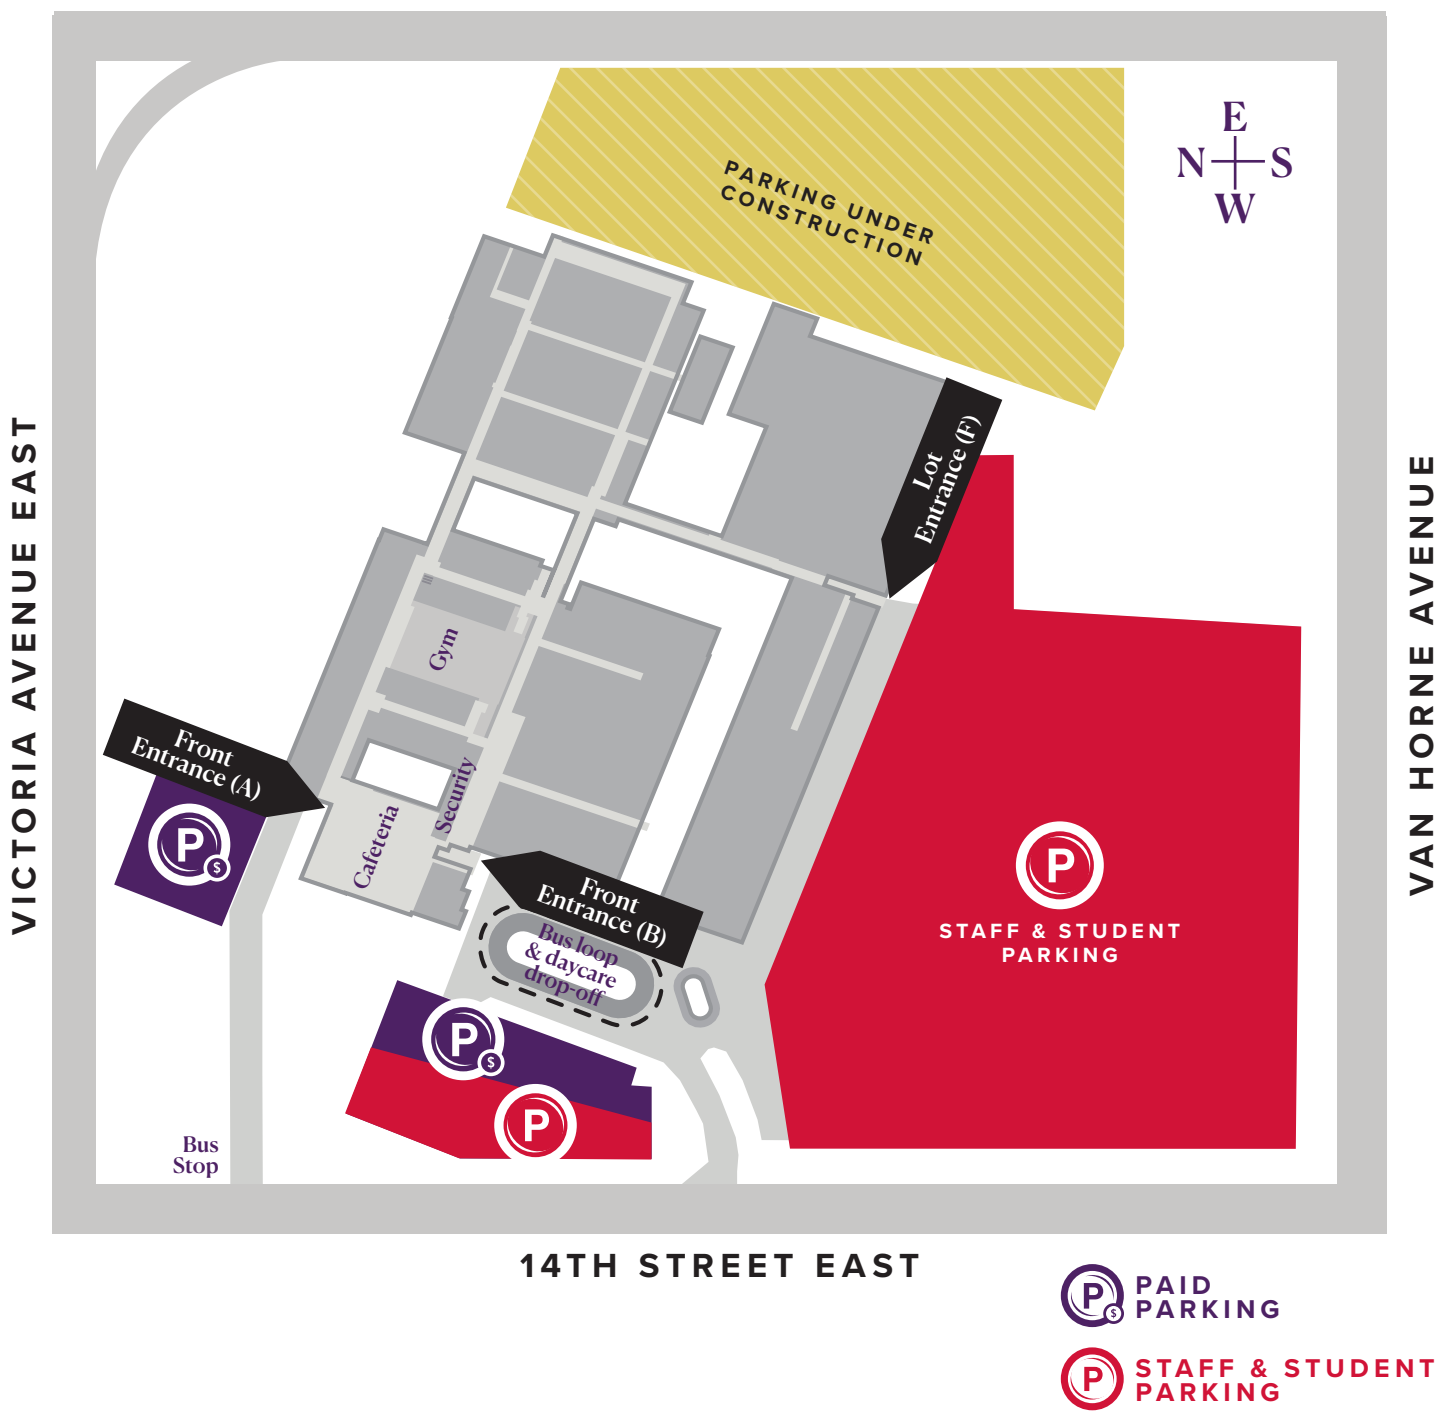 E
N S
W
PARKING UNDER
CONSTRUCTION
VICTORIA AVENUE EAST
VAN HORNE AVENUE
Lot
Entrance (F)
Gym
Front
Entrance (A)
P
$
Security
Cafeteria
Front
Entrance (B)
Bus loop
& daycare
drop-off
P
STAFF & STUDENT
PARKING
P
$
P
Bus
Stop
14TH STREET EAST
P
$
PAID
PARKING
P
STAFF & STUDENT
PARKING